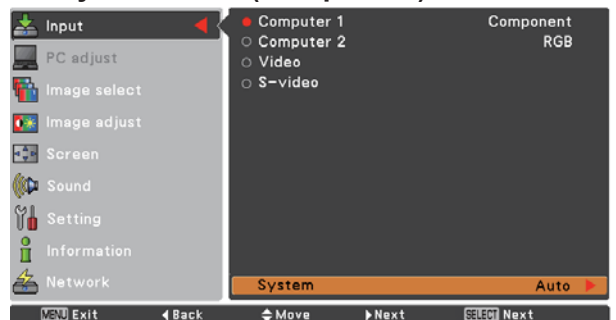 Input
PC adjust
Image select
Image adjust
Screen
Sound
Setting
Information
Network
Computer 1 Component
Computer 2 RGB
Video
S-video
System Auto
MENU Exit Back Move Next SELECT Next